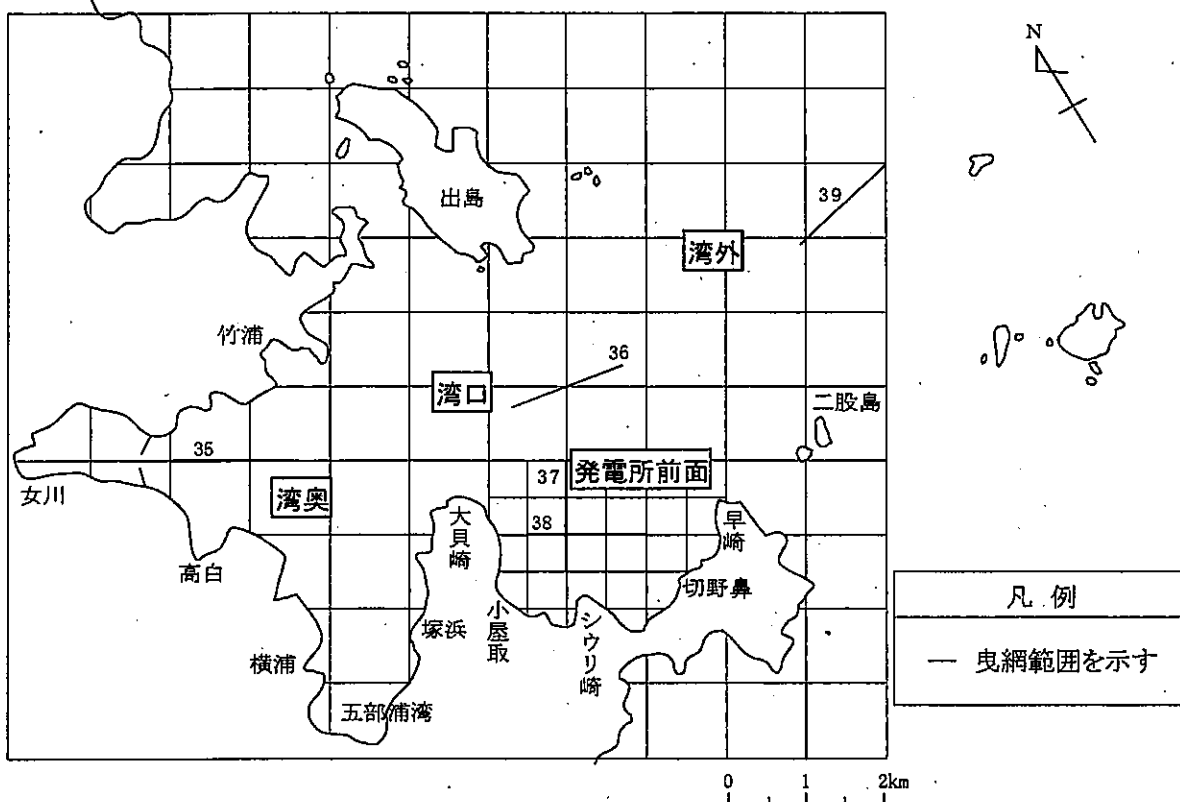 N
出島
39
湾外
竹浦
36
湾口
二股島
35
37
発電所前面
女川
湾奥
大貝崎
38
早崎
高白
切野鼻
凡例
小屋取
シウリ崎
塚浜
横浦
― 曳網範囲を示す
五部浦湾
0 1 2km